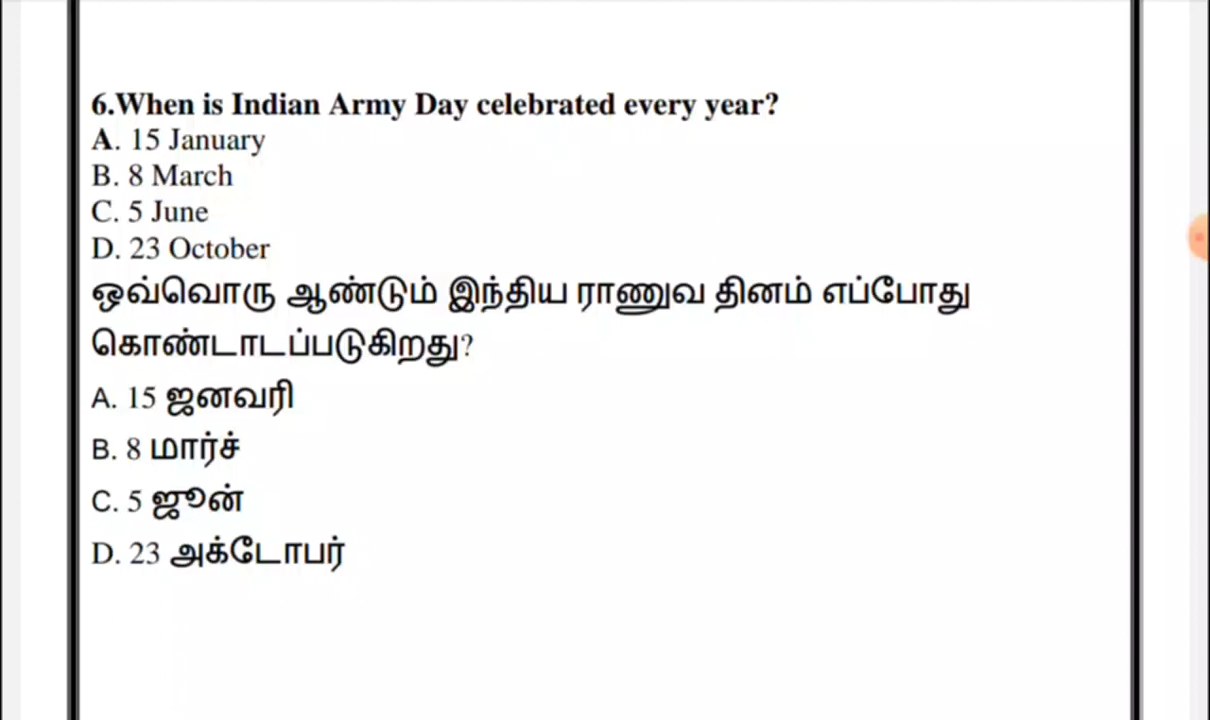 6.When is Indian Army Day celebrated every year?
A. 15 January
B. 8 March
C. 5 June
D. 23 October
ஒவ்வொரு ஆண்டும் இந்திய ராணுவ தினம் எப்போது
கொண்டாடப்படுகிறது?
A. 15 ஜனவரி
B. 8 மார்ச்
C. 5 ஜூன்
D. 23 அக்டோபர்